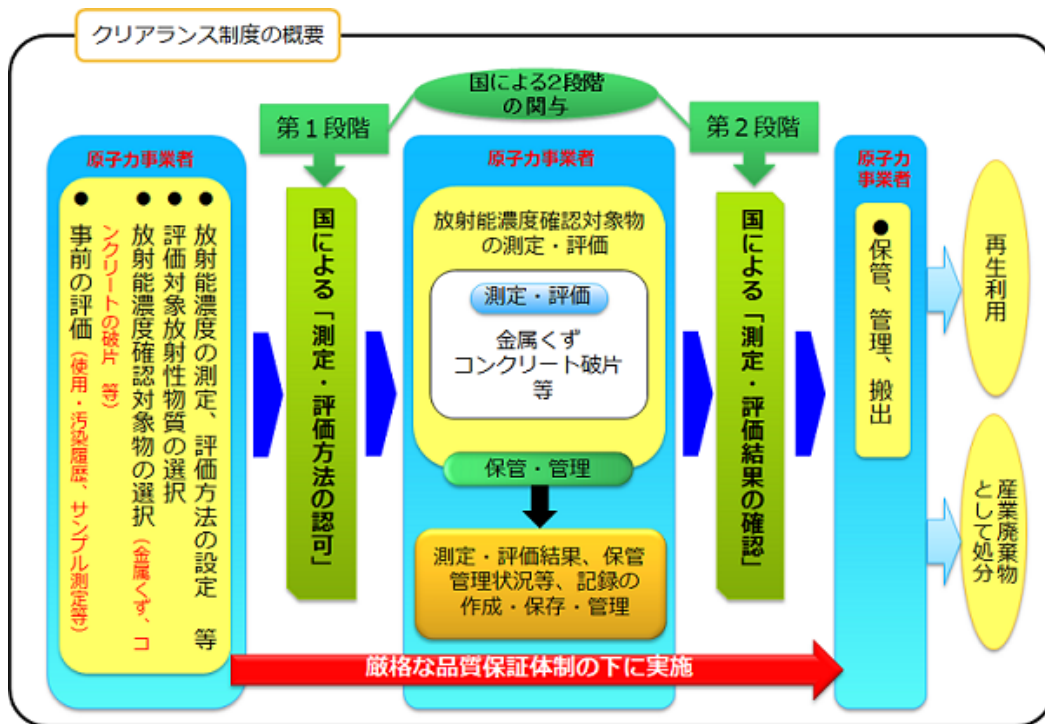 クリアランス制度の概要
国による2段階
の関与
第１段階
第２段階
原子力事業者
● 放射能濃度の測定、評価方法の設定　等
● 評価対象放射性物質の選択
● 放射能濃度確認対象物の選択（金属くず、コ
ンクリートの破片　等）
● 事前の評価（使用・汚染履歴、サンプル測定等）
国による「測定・評価方法の認可」
原子力事業者
放射能濃度確認対象物
の測定・評価
測定・評価
金属くず
コンクリート破片
等
保管・管理
測定・評価結果、保管
管理状況等、記録の
作成・保存・管理
国による「測定・評価結果の確認」
原子力
事業者
●保管、管理、搬出
再生利用
産業廃棄物
として処分
厳格な品質保証体制の下に実施